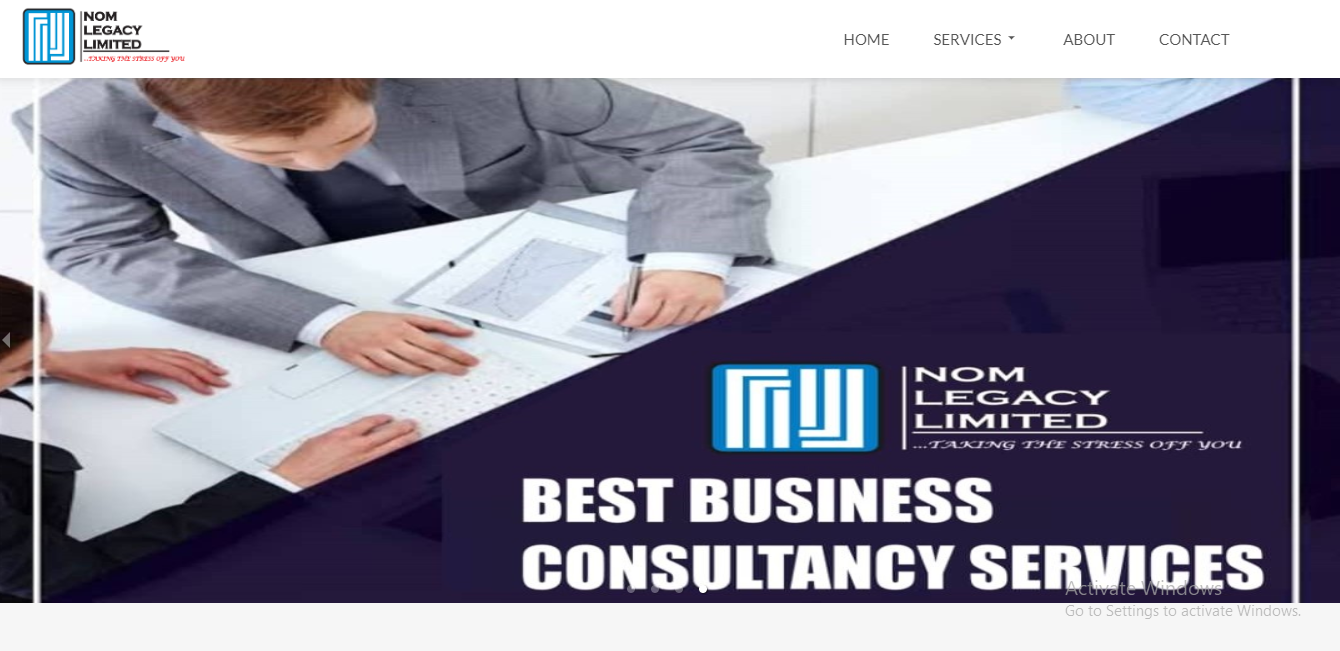 NOM
LEGACY
LIMITED
...TAKING THE STRESS OFF YOU
HOME SERVICES ABOUT CONTACT
NOM
LEGACY
LIMITED
...TAKING THE STRESS OFF YOU
BEST BUSINESS
CONSULTANCY SERVICES
Activate Windows
Go to Settings to activate Windows.